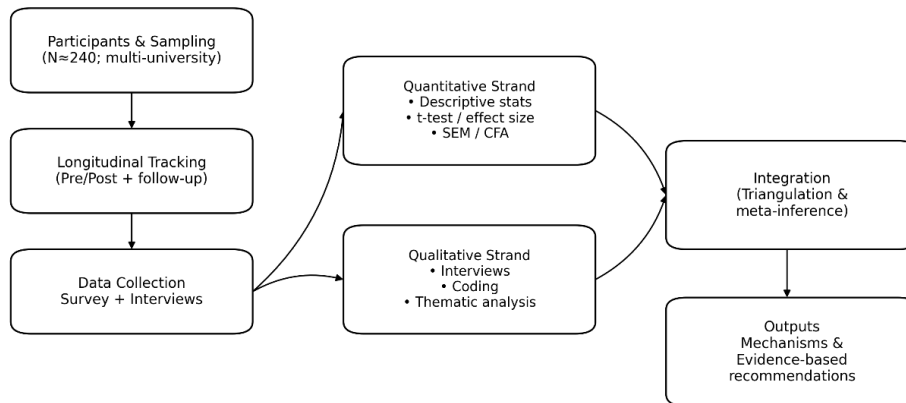 Participants & Sampling
(N≈240; multi-university)
Longitudinal Tracking
(Pre/Post + follow-up)
Data Collection
Survey + Interviews
Quantitative Strand
• Descriptive stats
• t-test / effect size
• SEM / CFA
Qualitative Strand
• Interviews
• Coding
• Thematic analysis
Integration
(Triangulation &
meta-inference)
Outputs
Mechanisms &
Evidence-based
recommendations